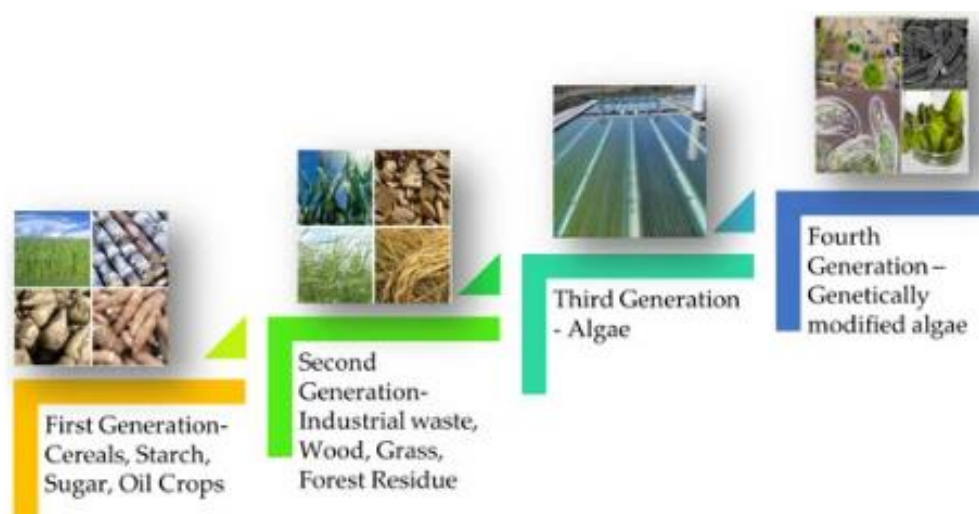 First Generation-
Cereals, Starch,
Sugar, Oil Crops
Second
Generation-
Industrial waste,
Wood, Grass,
Forest Residue
Third Generation
- Algae
Fourth
Generation –
Genetically
modified algae